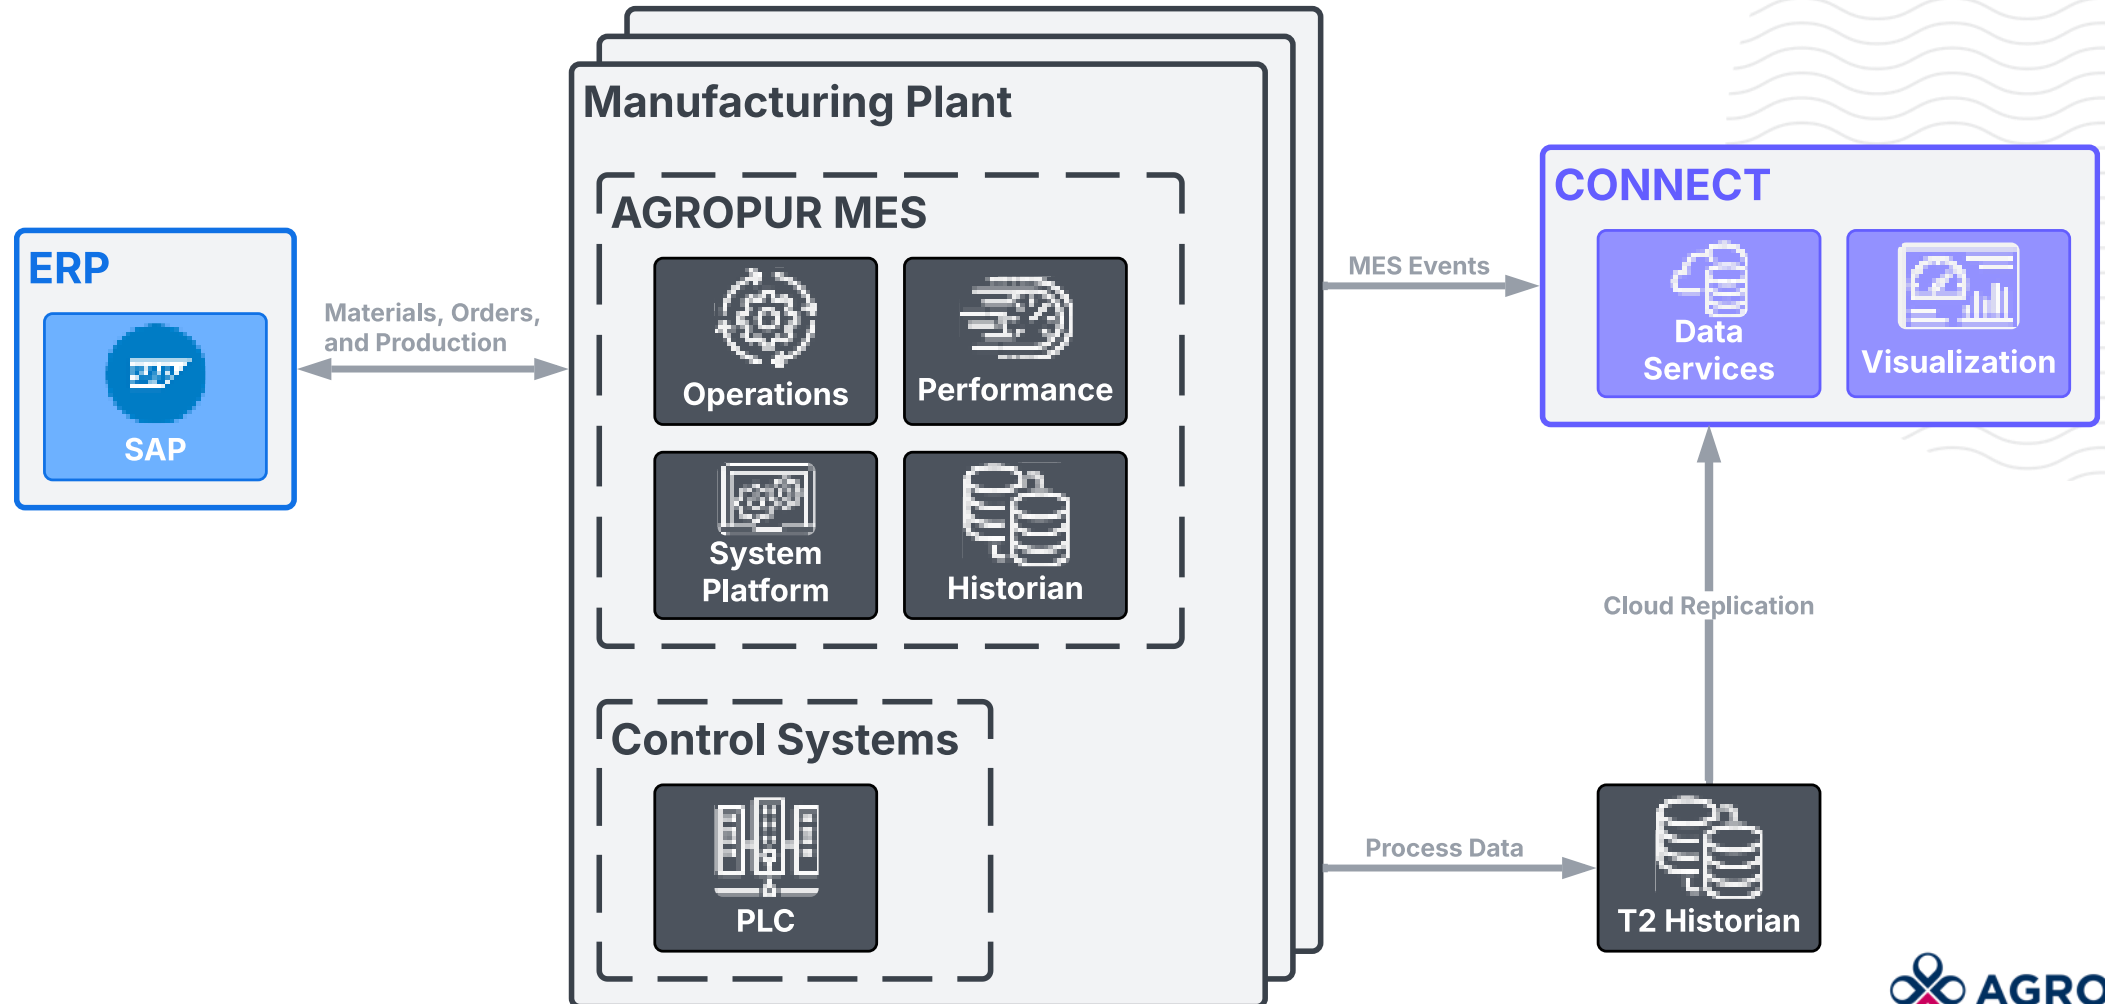 Manufacturing Plant
AGROPUR MES
Operations
Performance
System
Platform
Historian
Control Systems
PLC
ERP
SAP
Materials, Orders,
and Production
MES Events
CONNECT
Data
Services
Visualization
Cloud Replication
Process Data
T2 Historian
AGRO